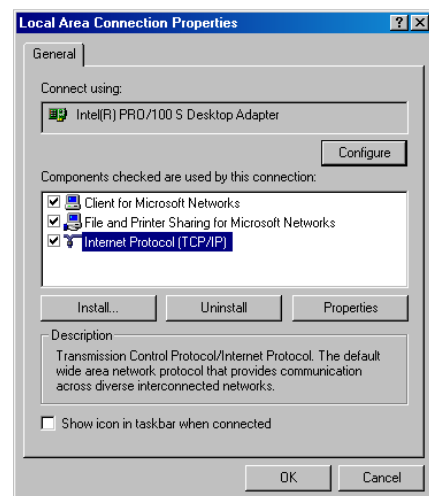 Local Area Connection Properties
General
Connect using:
Intel(R) PRO/100 S Desktop Adapter
Configure
Components checked are used by this connection:
Client for Microsoft Networks
File and Printer Sharing for Microsoft Networks
Internet Protocol (TCP/IP)
Install...
Uninstall
Properties
Description
Transmission Control Protocol/Internet Protocol. The default
wide area network protocol that provides communication
across diverse interconnected networks.
Show icon in taskbar when connected
OK
Cancel